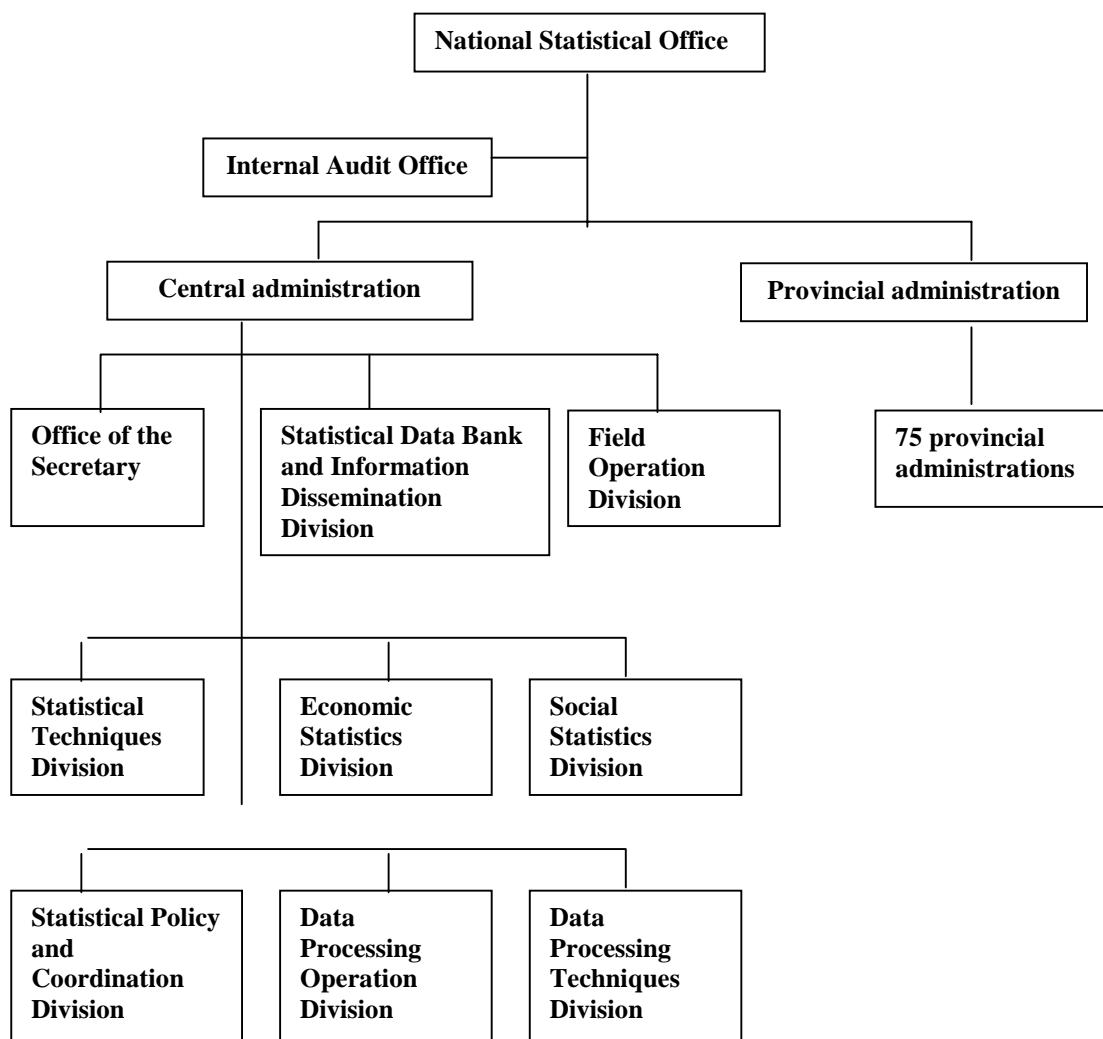 National Statistical Office
Internal Audit Office
Central administration
Provincial administration
Office of the
Secretary
Statistical Data Bank
and Information
Dissemination
Division
Field
Operation
Division
75 provincial
administrations
Statistical
Techniques
Division
Economic
Statistics
Division
Social
Statistics
Division
Statistical Policy
and
Coordination
Division
Data
Processing
Operation
Division
Data
Processing
Techniques
Division